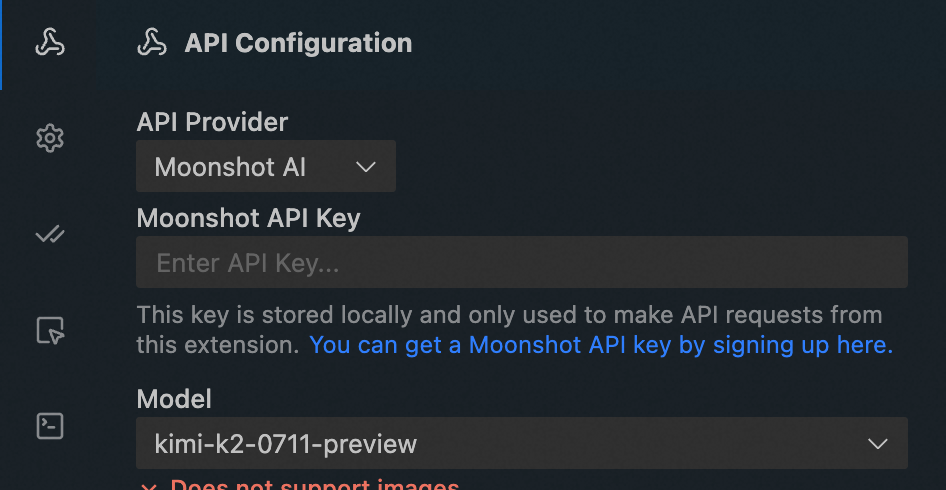 API Configuration
API Provider
Moonshot AI
Moonshot API Key
Enter API Key...
This key is stored locally and only used to make API requests from
this extension. You can get a Moonshot API key by signing up here.
Model
kimi-k2-0711-preview
Does not support images